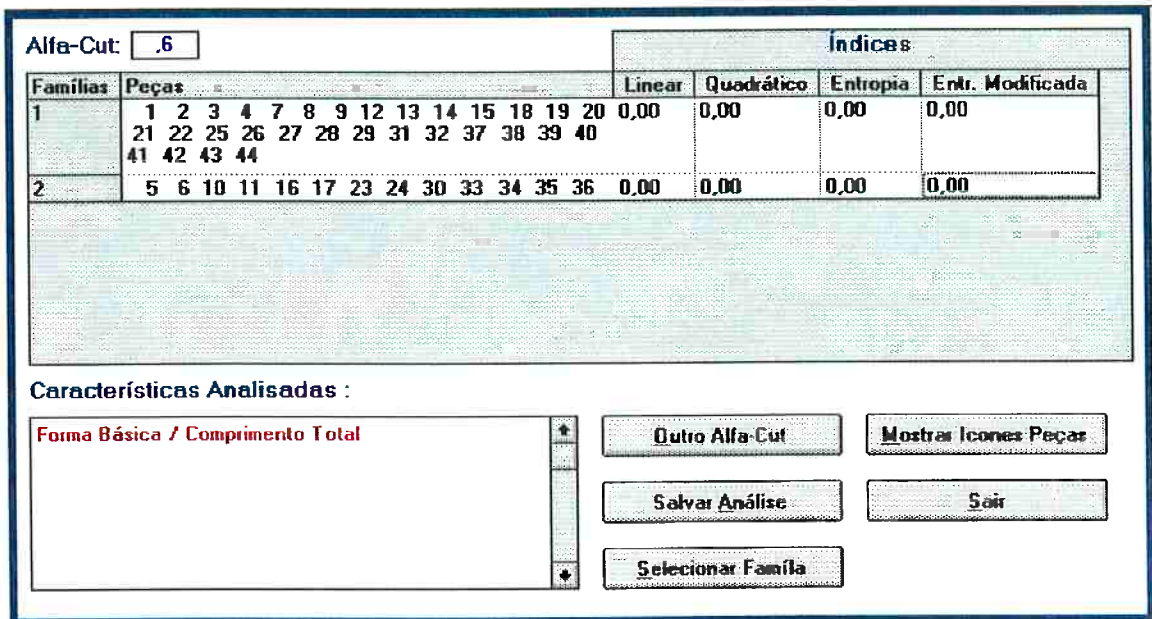 Alfa-Cut: .6
Índices
Famílias Peças Linear Quadrático Entropia Entr. Modificada
1 1 2 3 4 7 8 9 12 13 14 15 18 19 20 0,00 0,00 0,00 0,00
21 22 25 26 27 28 29 31 32 37 38 39 40
41 42 43 44
2 5 6 10 11 16 17 23 24 30 33 34 35 36 0,00 0,00 0,00 0,00
Características Analisadas :
Forma Básica / Comprimento Total
Outro Alfa-Cut Mostrar Icones Peças
Salvar Análise Sair
Selecionar Famíla